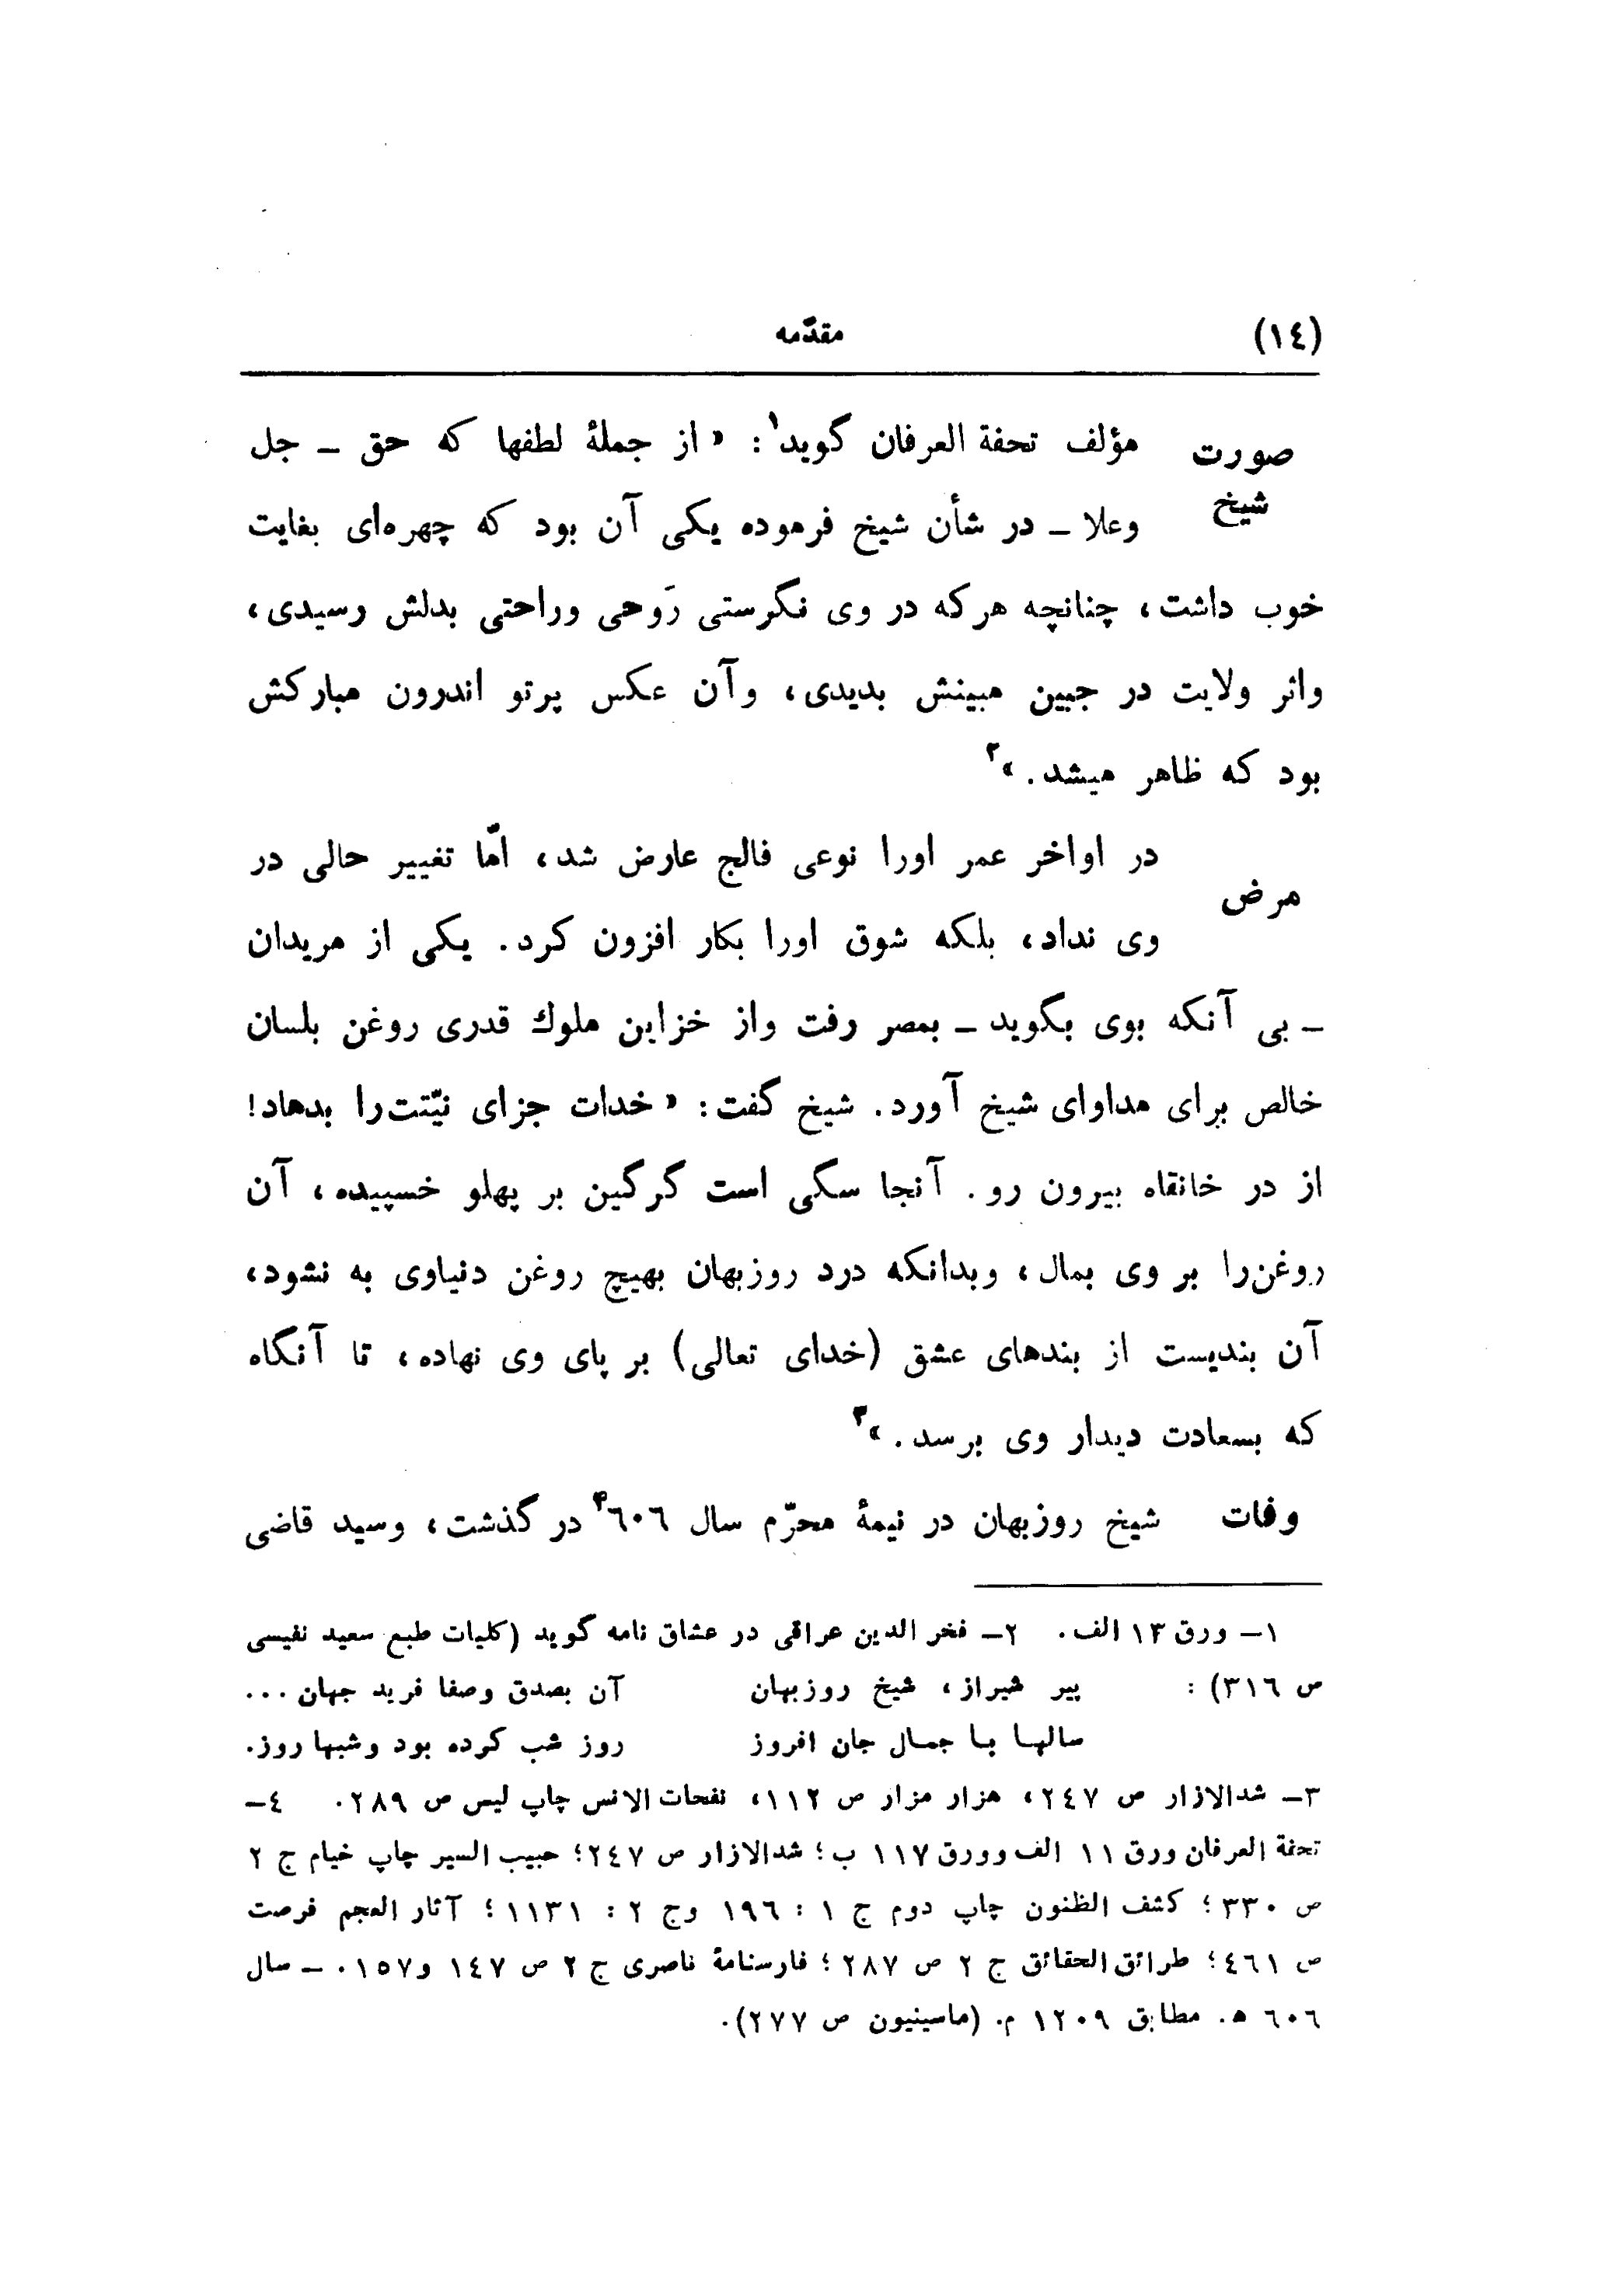 (١٤) مقدّمه
صورت مؤلف تحفة العرفان گوید١: «از جملهٔ لطفها که حق ـ جل
شیخ وعلا ـ در شأن شیخ فرموده یکی آن بود که چهره‌ای بغایت
خوب داشت، چنانچه هرکه در وی نگرستی رَوحی وراحتی بدلش رسیدی،
واثر ولایت در جبین مبینش بدیدی، وآن عکس پرتو اندرون مبارکش
بود که ظاهر میشد.»٢
در اواخر عمر اورا نوعی فالج عارض شد، امّا تغییر حالی در
مرض
وی نداد، بلکه شوق اورا بکار افزون کرد. یکی از مریدان
ـ بی آنکه بوی بگوید ـ بمصر رفت واز خزاین ملوك قدری روغن بلسان
خالص برای مداوای شیخ آورد. شیخ گفت: «خدات جزای نیّتت‌را بدهاد!
از در خانقاه بیرون رو. آنجا سگی است گرگین بر پهلو خسپیده، آن
روغن‌را بر وی بمال، وبدانکه درد روزبهان بهیچ روغن دنیاوی به نشود،
آن بندیست از بندهای عشق (خدای تعالی) بر پای وی نهاده، تا آنگاه
که بسعادت دیدار وی برسد.»٣
وفات شیخ روزبهان در نیمهٔ محرّم سال ٦٠٦۴ در گذشت، وسید قاضی
١ـ ورق ١٣ الف. ٢ـ فخر الدین عراقی در عشاق نامه گوید (کلیات طبع سعید نفیسی
ص ٣١٦): پیر شیراز، شیخ روزبهان آن بصدق وصفا فرید جهان ...
سالها با جمال جان افروز روز شب کرده بود وشبها روز.
٣ـ شدالازار ص ٢٤٧، هزار مزار ص ١١٢، نفحات الانس چاپ لیس ص ٢٨٩. ٤ـ
تحفة العرفان ورق ١١ الف وورق ١١٧ ب؛ شدالازار ص ٢٤٧؛ حبیب السیر چاپ خیام ج ٢
ص ٣٣٠؛ کشف الظنون چاپ دوم ج ١ : ١٩٦ وج ٢ : ١١٣١؛ آثار العجم فرصت
ص ٤٦١؛ طرائق الحقائق ج ٢ ص ٢٨٧؛ فارسنامهٔ ناصری ج ٢ ص ١٤٧ و١٥٧. ـ سال
٦٠٦ ه. مطابق ١٢٠٩ م. (ماسینیون ص ٢٧٧).